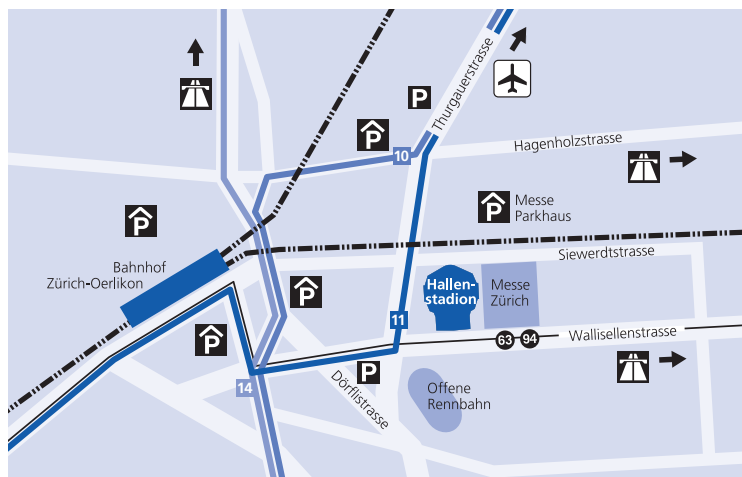 P
Thurgauerstrasse
P
10
Hagenholzstrasse
P
Messe
Parkhaus
P
Bahnhof
Zürich-Oerlikon
Siewerdtstrasse
Hallen-
stadion
Messe
Zürich
P
11
P
63
94
Wallisellenstrasse
P
14
Dörflistrasse
Offene
Rennbahn